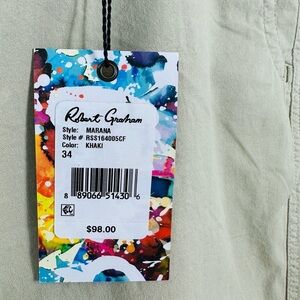 Robert Graham
Style: MARANA
Style # RSS164005CF
Color: KHAKI
34
8 89066 51430 6
$98.00